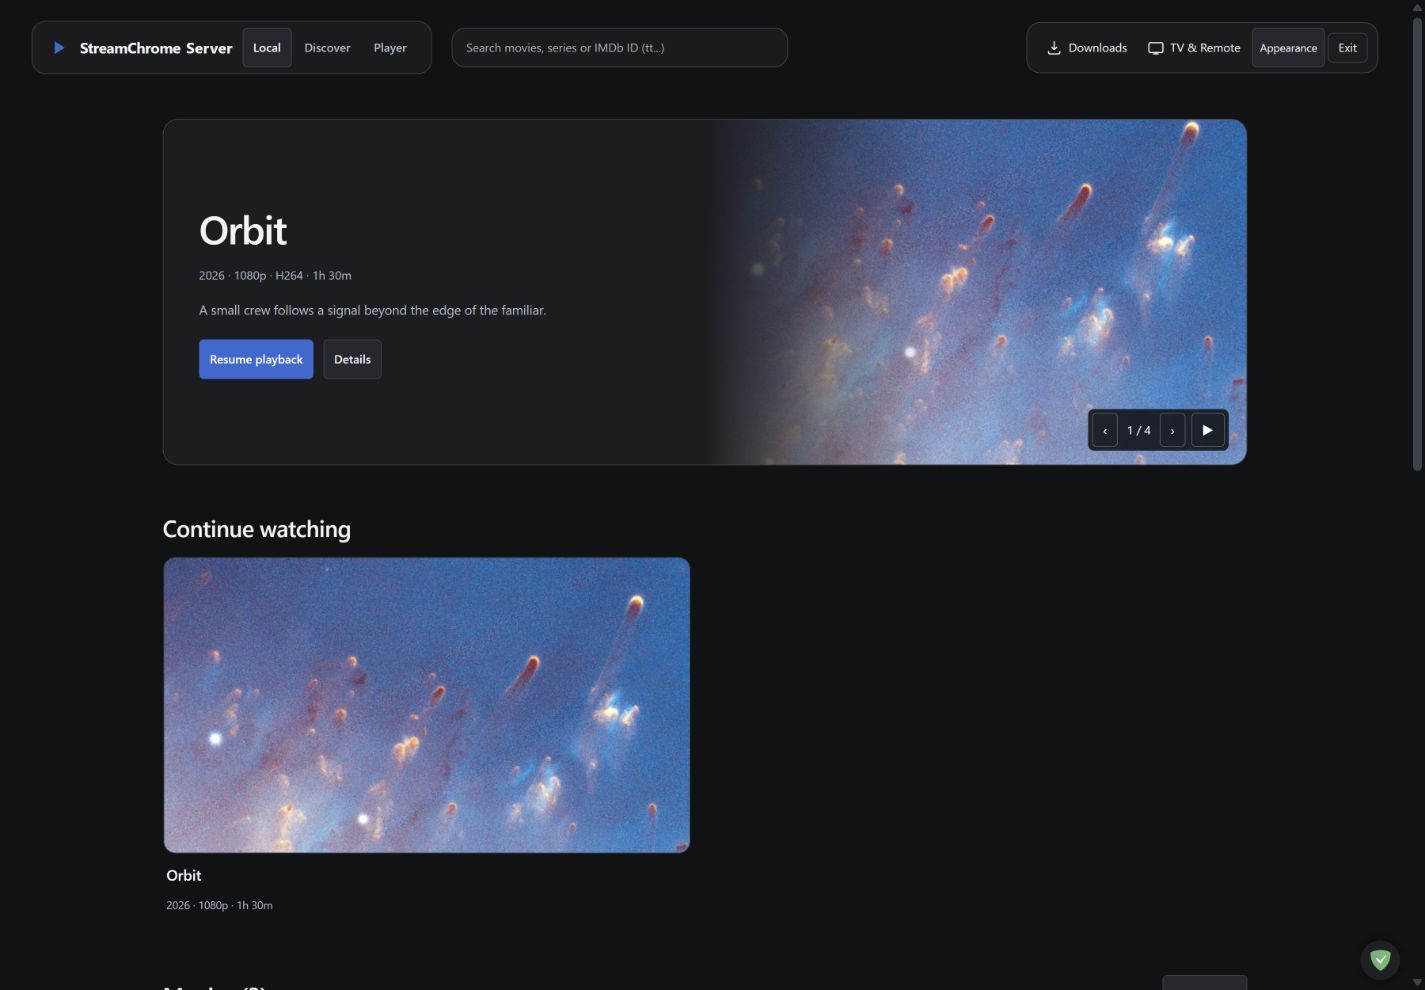 StreamChrome Server
Local
Discover
Player
Search movies, series or IMDb ID (tt...)
Downloads
TV & Remote
Appearance
Exit
Orbit
2026 · 1080p · H264 · 1h 30m
A small crew follows a signal beyond the edge of the familiar.
Resume playback
Details
‹
1 / 4
›
Continue watching
Orbit
2026 · 1080p · 1h 30m